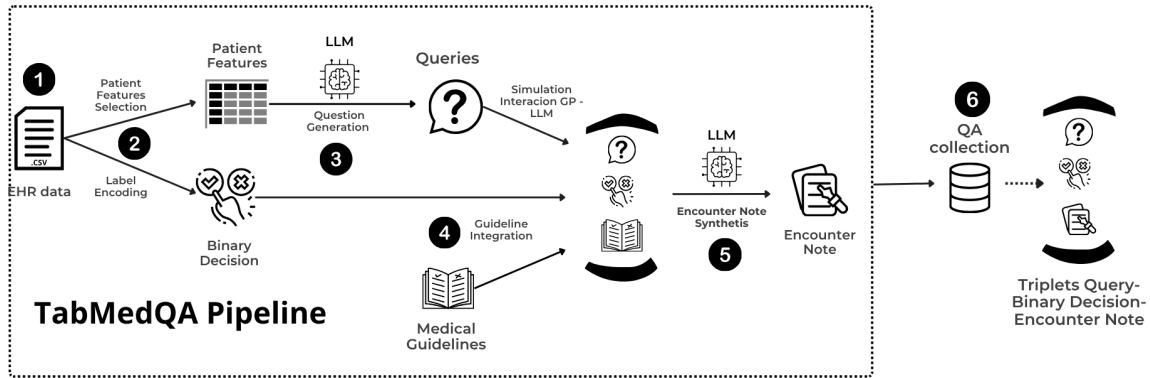 1
.CSV
EHR data
Patient
Features
Selection
2
Label
Encoding
Patient
Features
Binary
Decision
LLM
Question
Generation
3
Queries
Simulation
Interacion GP -
LLM
4
Guideline
Integration
Medical
Guidelines
LLM
Encounter Note
Synthetis
5
Encounter
Note
TabMedQA Pipeline
6
QA
collection
Triplets Query-
Binary Decision-
Encounter Note